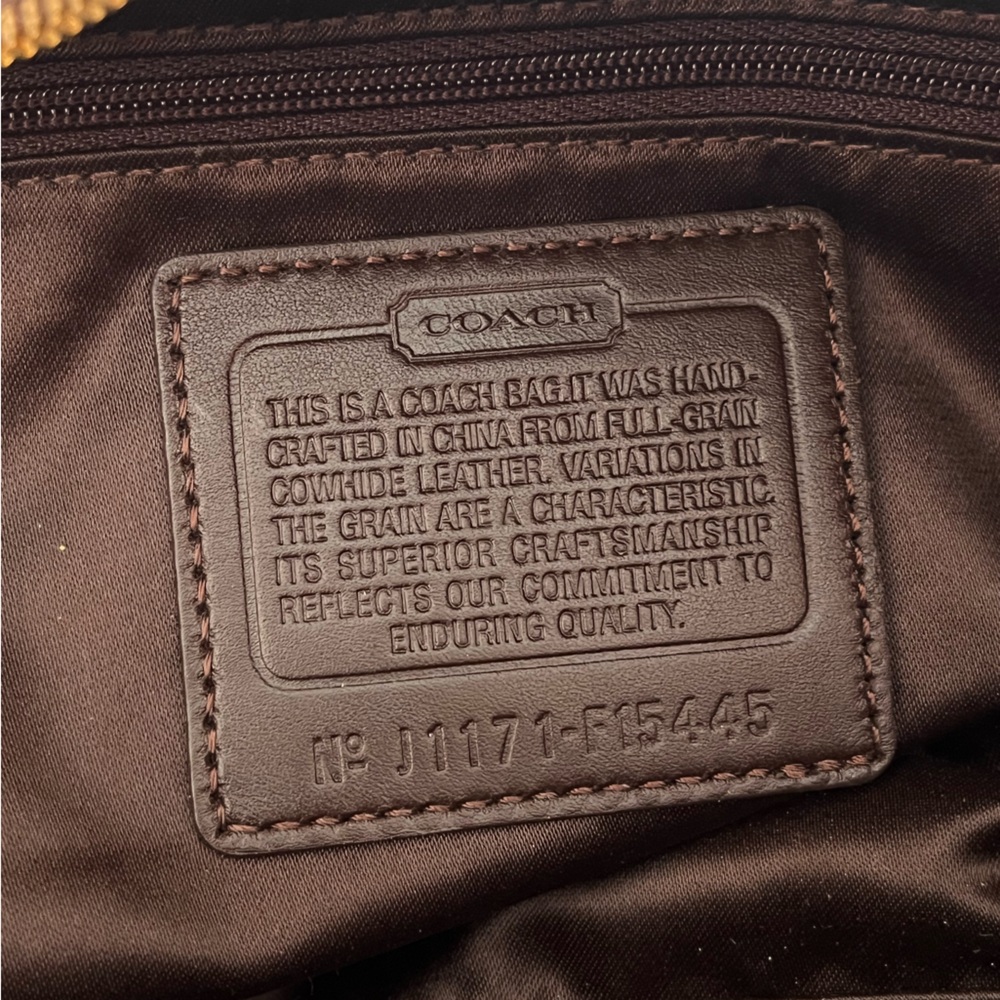 COACH
THIS IS A COACH BAG.IT WAS HAND-
CRAFTED IN CHINA FROM FULL-GRAIN
COWHIDE LEATHER. VARIATIONS IN
THE GRAIN ARE A CHARACTERISTIC.
ITS SUPERIOR CRAFTSMANSHIP
REFLECTS OUR COMMITMENT TO
ENDURING QUALITY.
Nº J1171-F15445